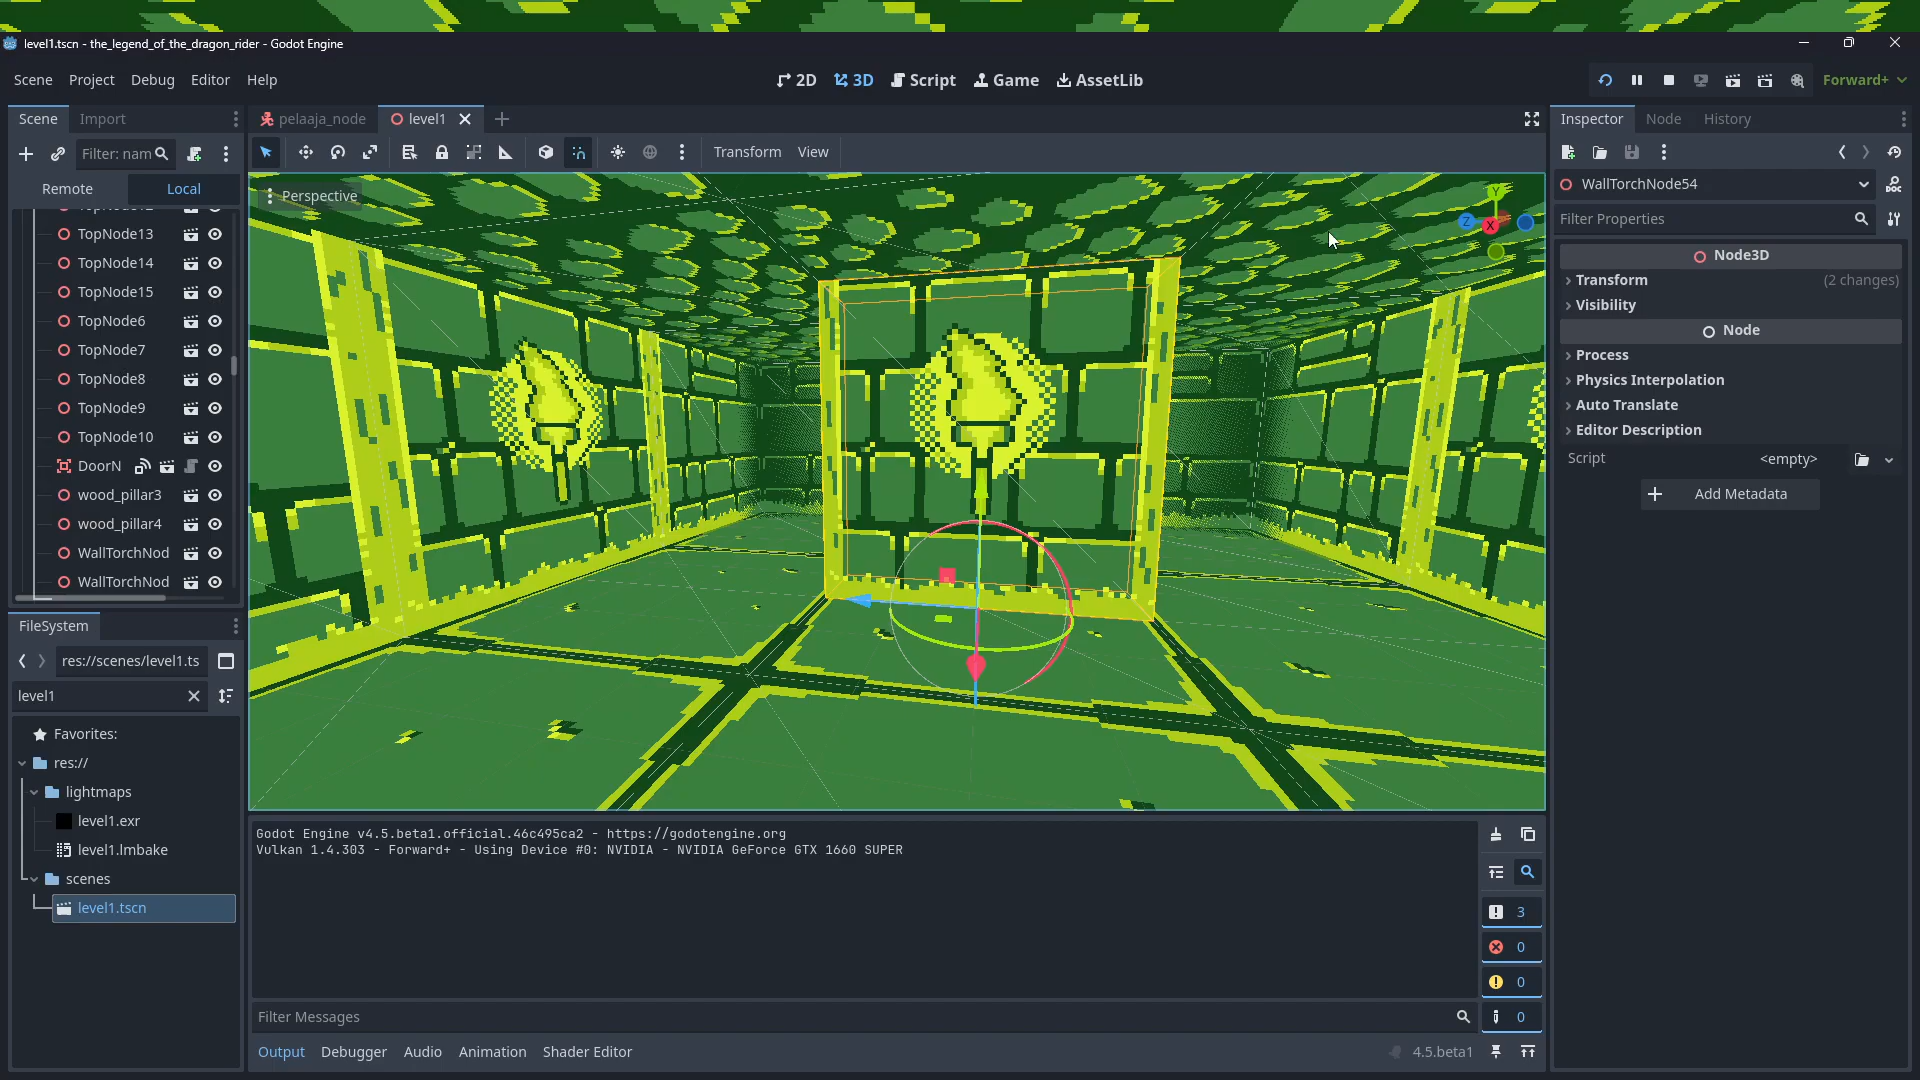 level1.tscn - the_legend_of_the_dragon_rider - Godot Engine
Scene Project Debug Editor Help
2D 3D Script Game AssetLib
Forward+
Scene Import
Filter: nam
Remote Local
TopNode13
TopNode14
TopNode15
TopNode6
TopNode7
TopNode8
TopNode9
TopNode10
DoorN
wood_pillar3
wood_pillar4
WallTorchNod
WallTorchNod
FileSystem
res://scenes/level1.ts
level1
Favorites:
res://
lightmaps
level1.exr
level1.lmbake
scenes
level1.tscn
pelaaja_node level1
Transform View
Perspective
Y
Z X
Godot Engine v4.5.beta1.official.46c495ca2 - https://godotengine.org
Vulkan 1.4.303 - Forward+ - Using Device #0: NVIDIA - NVIDIA GeForce GTX 1660 SUPER
3
0
0
0
Filter Messages
Output Debugger Audio Animation Shader Editor
4.5.beta1
Inspector Node History
WallTorchNode54
DOC
Filter Properties
Node3D
Transform (2 changes)
Visibility
Node
Process
Physics Interpolation
Auto Translate
Editor Description
Script <empty>
Add Metadata